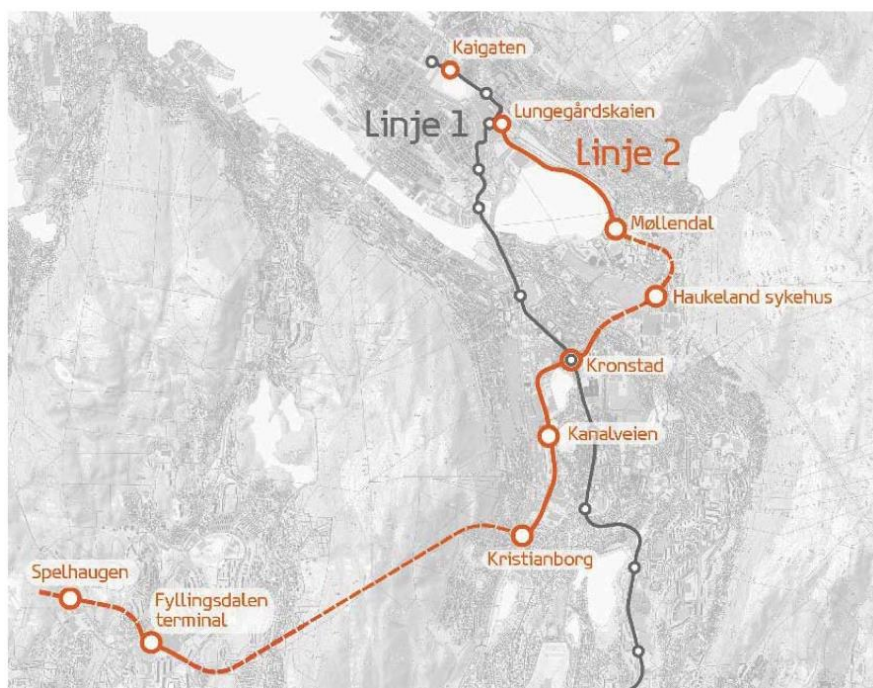 Kaigaten
Lungegårdskaien
Linje 1
Linje 2
Møllendal
Haukeland sykehus
Kronstad
Kanalveien
Kristianborg
Spelhaugen
Fyllingsdalen
terminal